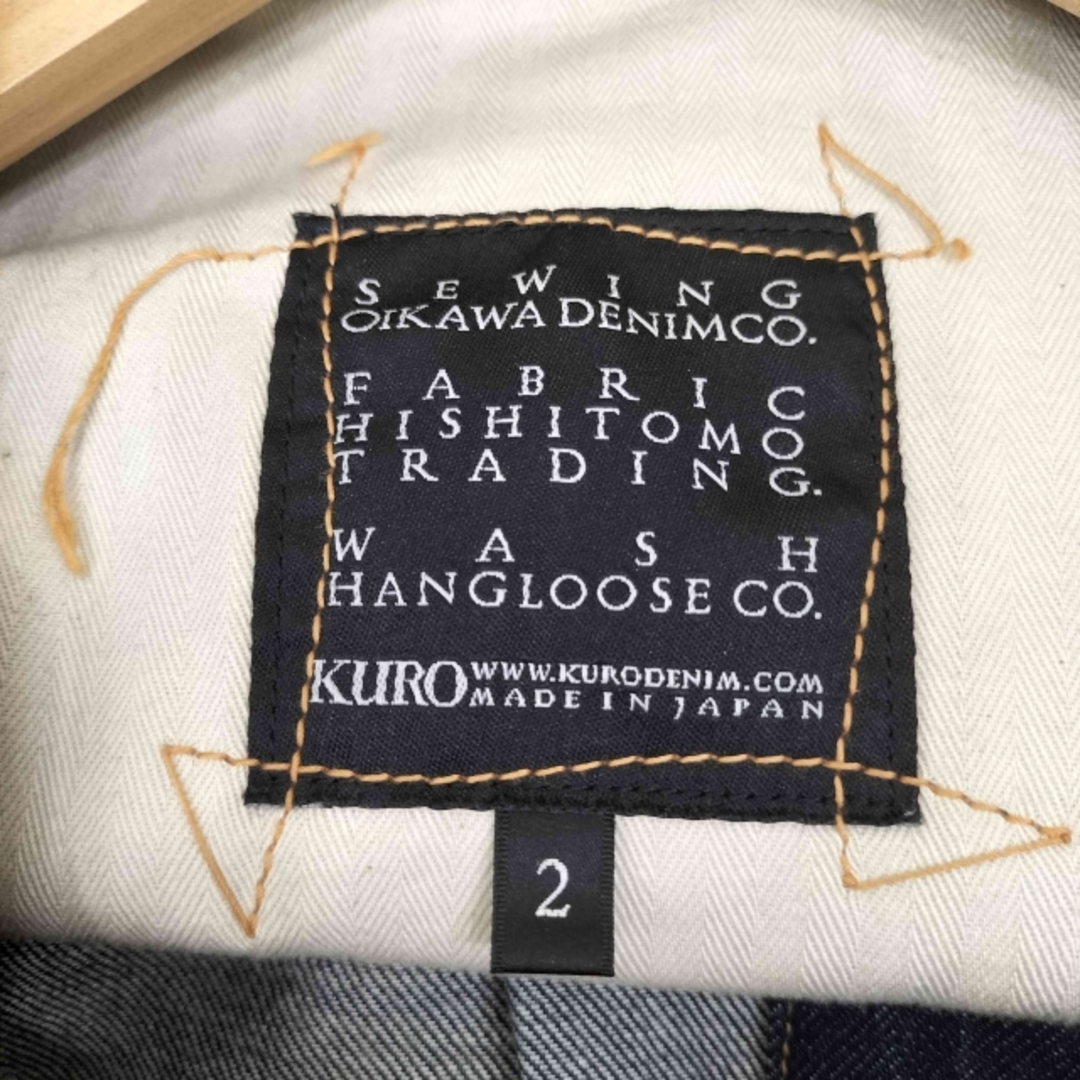 SEWING
OIKAWA DENIM CO.
FABRIC
HISHITOMO
TRADING CO.
WASH
HANGLOOSE CO.
KURO WWW.KURODENIM.COM
MADE IN JAPAN
2